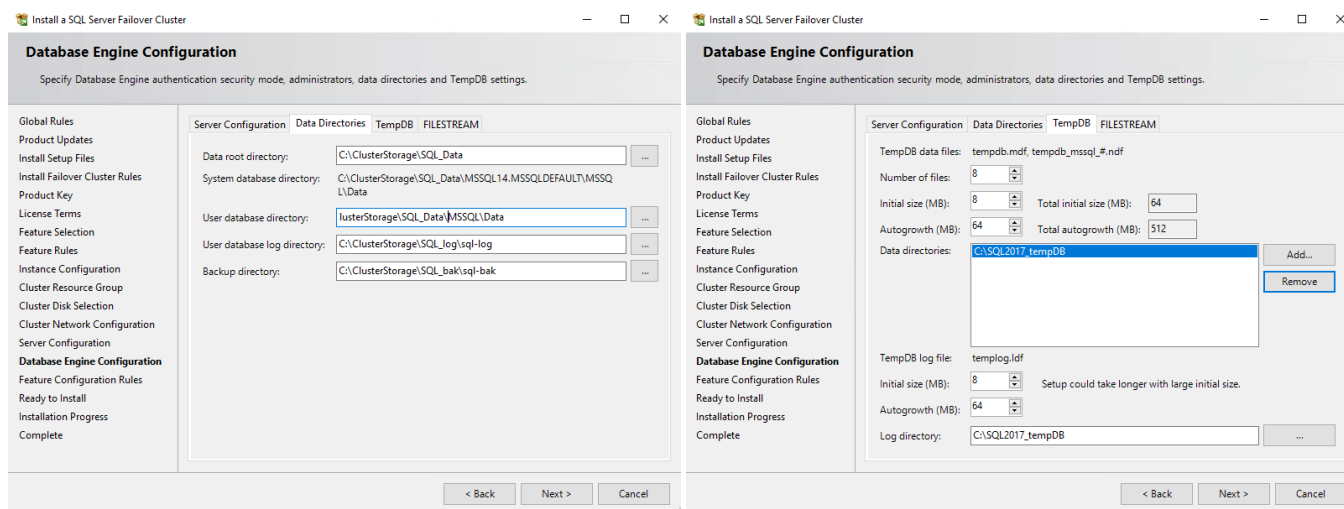 Install a SQL Server Failover Cluster
Database Engine Configuration
Specify Database Engine authentication security mode, administrators, data directories and TempDB settings.
Global Rules
Product Updates
Install Setup Files
Install Failover Cluster Rules
Product Key
License Terms
Feature Selection
Feature Rules
Instance Configuration
Cluster Resource Group
Cluster Disk Selection
Cluster Network Configuration
Server Configuration
Database Engine Configuration
Feature Configuration Rules
Ready to Install
Installation Progress
Complete
Server Configuration Data Directories TempDB FILESTREAM
Data root directory: C:\ClusterStorage\SQL_Data ...
System database directory: C:\ClusterStorage\SQL_Data\MSSQL14.MSSQLDEFAULT\MSSQ
L\Data
User database directory: lusterStorage\SQL_Data\MSSQL\Data ...
User database log directory: C:\ClusterStorage\SQL_log\sql-log ...
Backup directory: C:\ClusterStorage\SQL_bak\sql-bak ...
< Back Next > Cancel
Install a SQL Server Failover Cluster
Database Engine Configuration
Specify Database Engine authentication security mode, administrators, data directories and TempDB settings.
Global Rules
Product Updates
Install Setup Files
Install Failover Cluster Rules
Product Key
License Terms
Feature Selection
Feature Rules
Instance Configuration
Cluster Resource Group
Cluster Disk Selection
Cluster Network Configuration
Server Configuration
Database Engine Configuration
Feature Configuration Rules
Ready to Install
Installation Progress
Complete
Server Configuration Data Directories TempDB FILESTREAM
TempDB data files: tempdb.mdf, tempdb_mssql_#.ndf
Number of files: 8
Initial size (MB): 8 Total initial size (MB): 64
Autogrowth (MB): 64 Total autogrowth (MB): 512
Data directories: C:\SQL2017_tempDB Add...
Remove
TempDB log file: templog.ldf
Initial size (MB): 8 Setup could take longer with large initial size.
Autogrowth (MB): 64
Log directory: C:\SQL2017_tempDB ...
< Back Next > Cancel